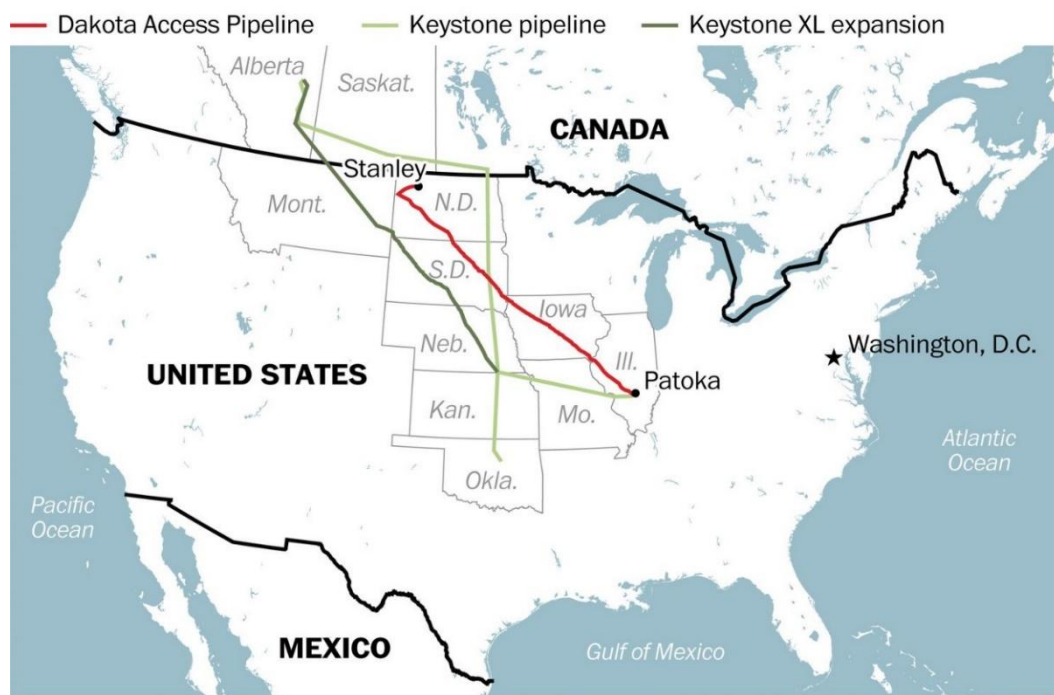 Dakota Access Pipeline
Keystone pipeline
Keystone XL expansion
Alberta
Saskat.
CANADA
Stanley
Mont.
N.D.
S.D.
Iowa
Neb.
Ill.
Washington, D.C.
UNITED STATES
Patoka
Kan.
Mo.
Atlantic
Ocean
Okla.
Pacific
Ocean
MEXICO
Gulf of Mexico